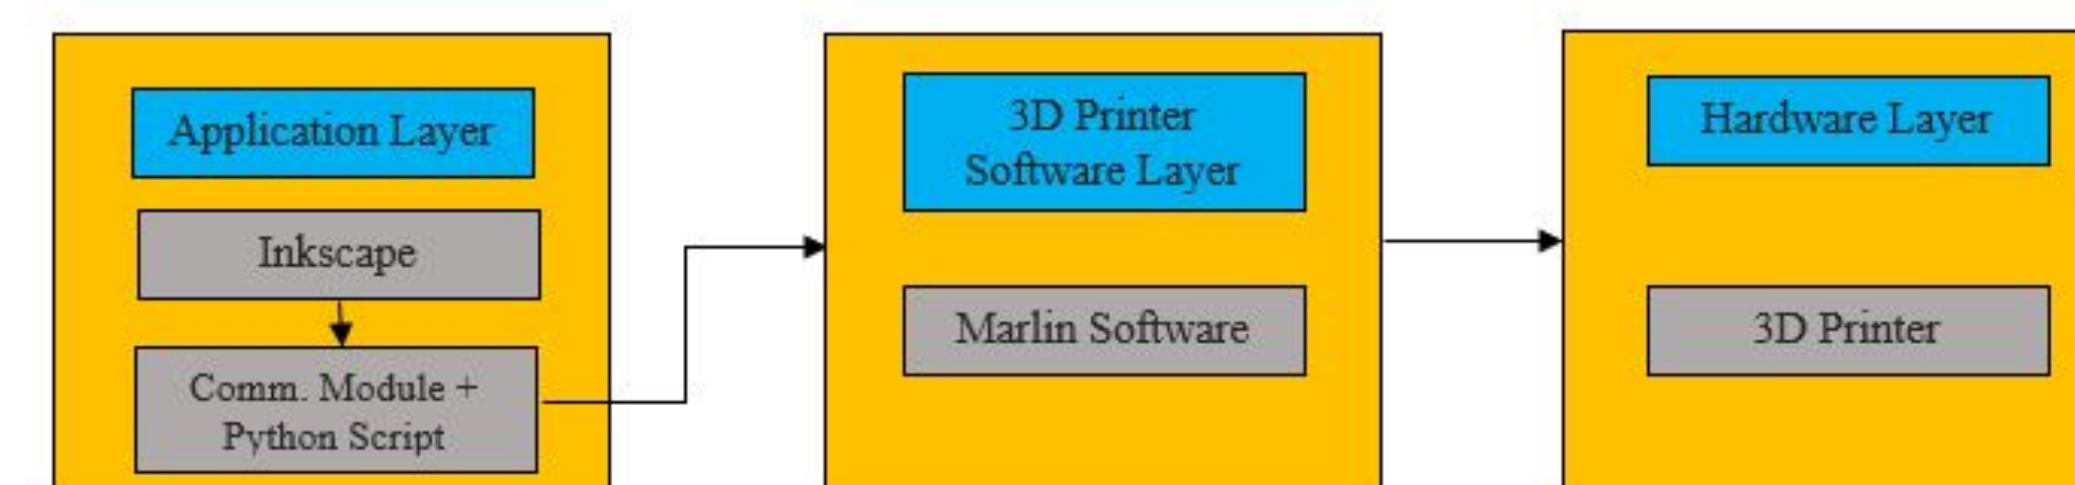 Application Layer
Inkscape
Comm. Module +
Python Script
3D Printer
Software Layer
Marlin Software
Hardware Layer
3D Printer